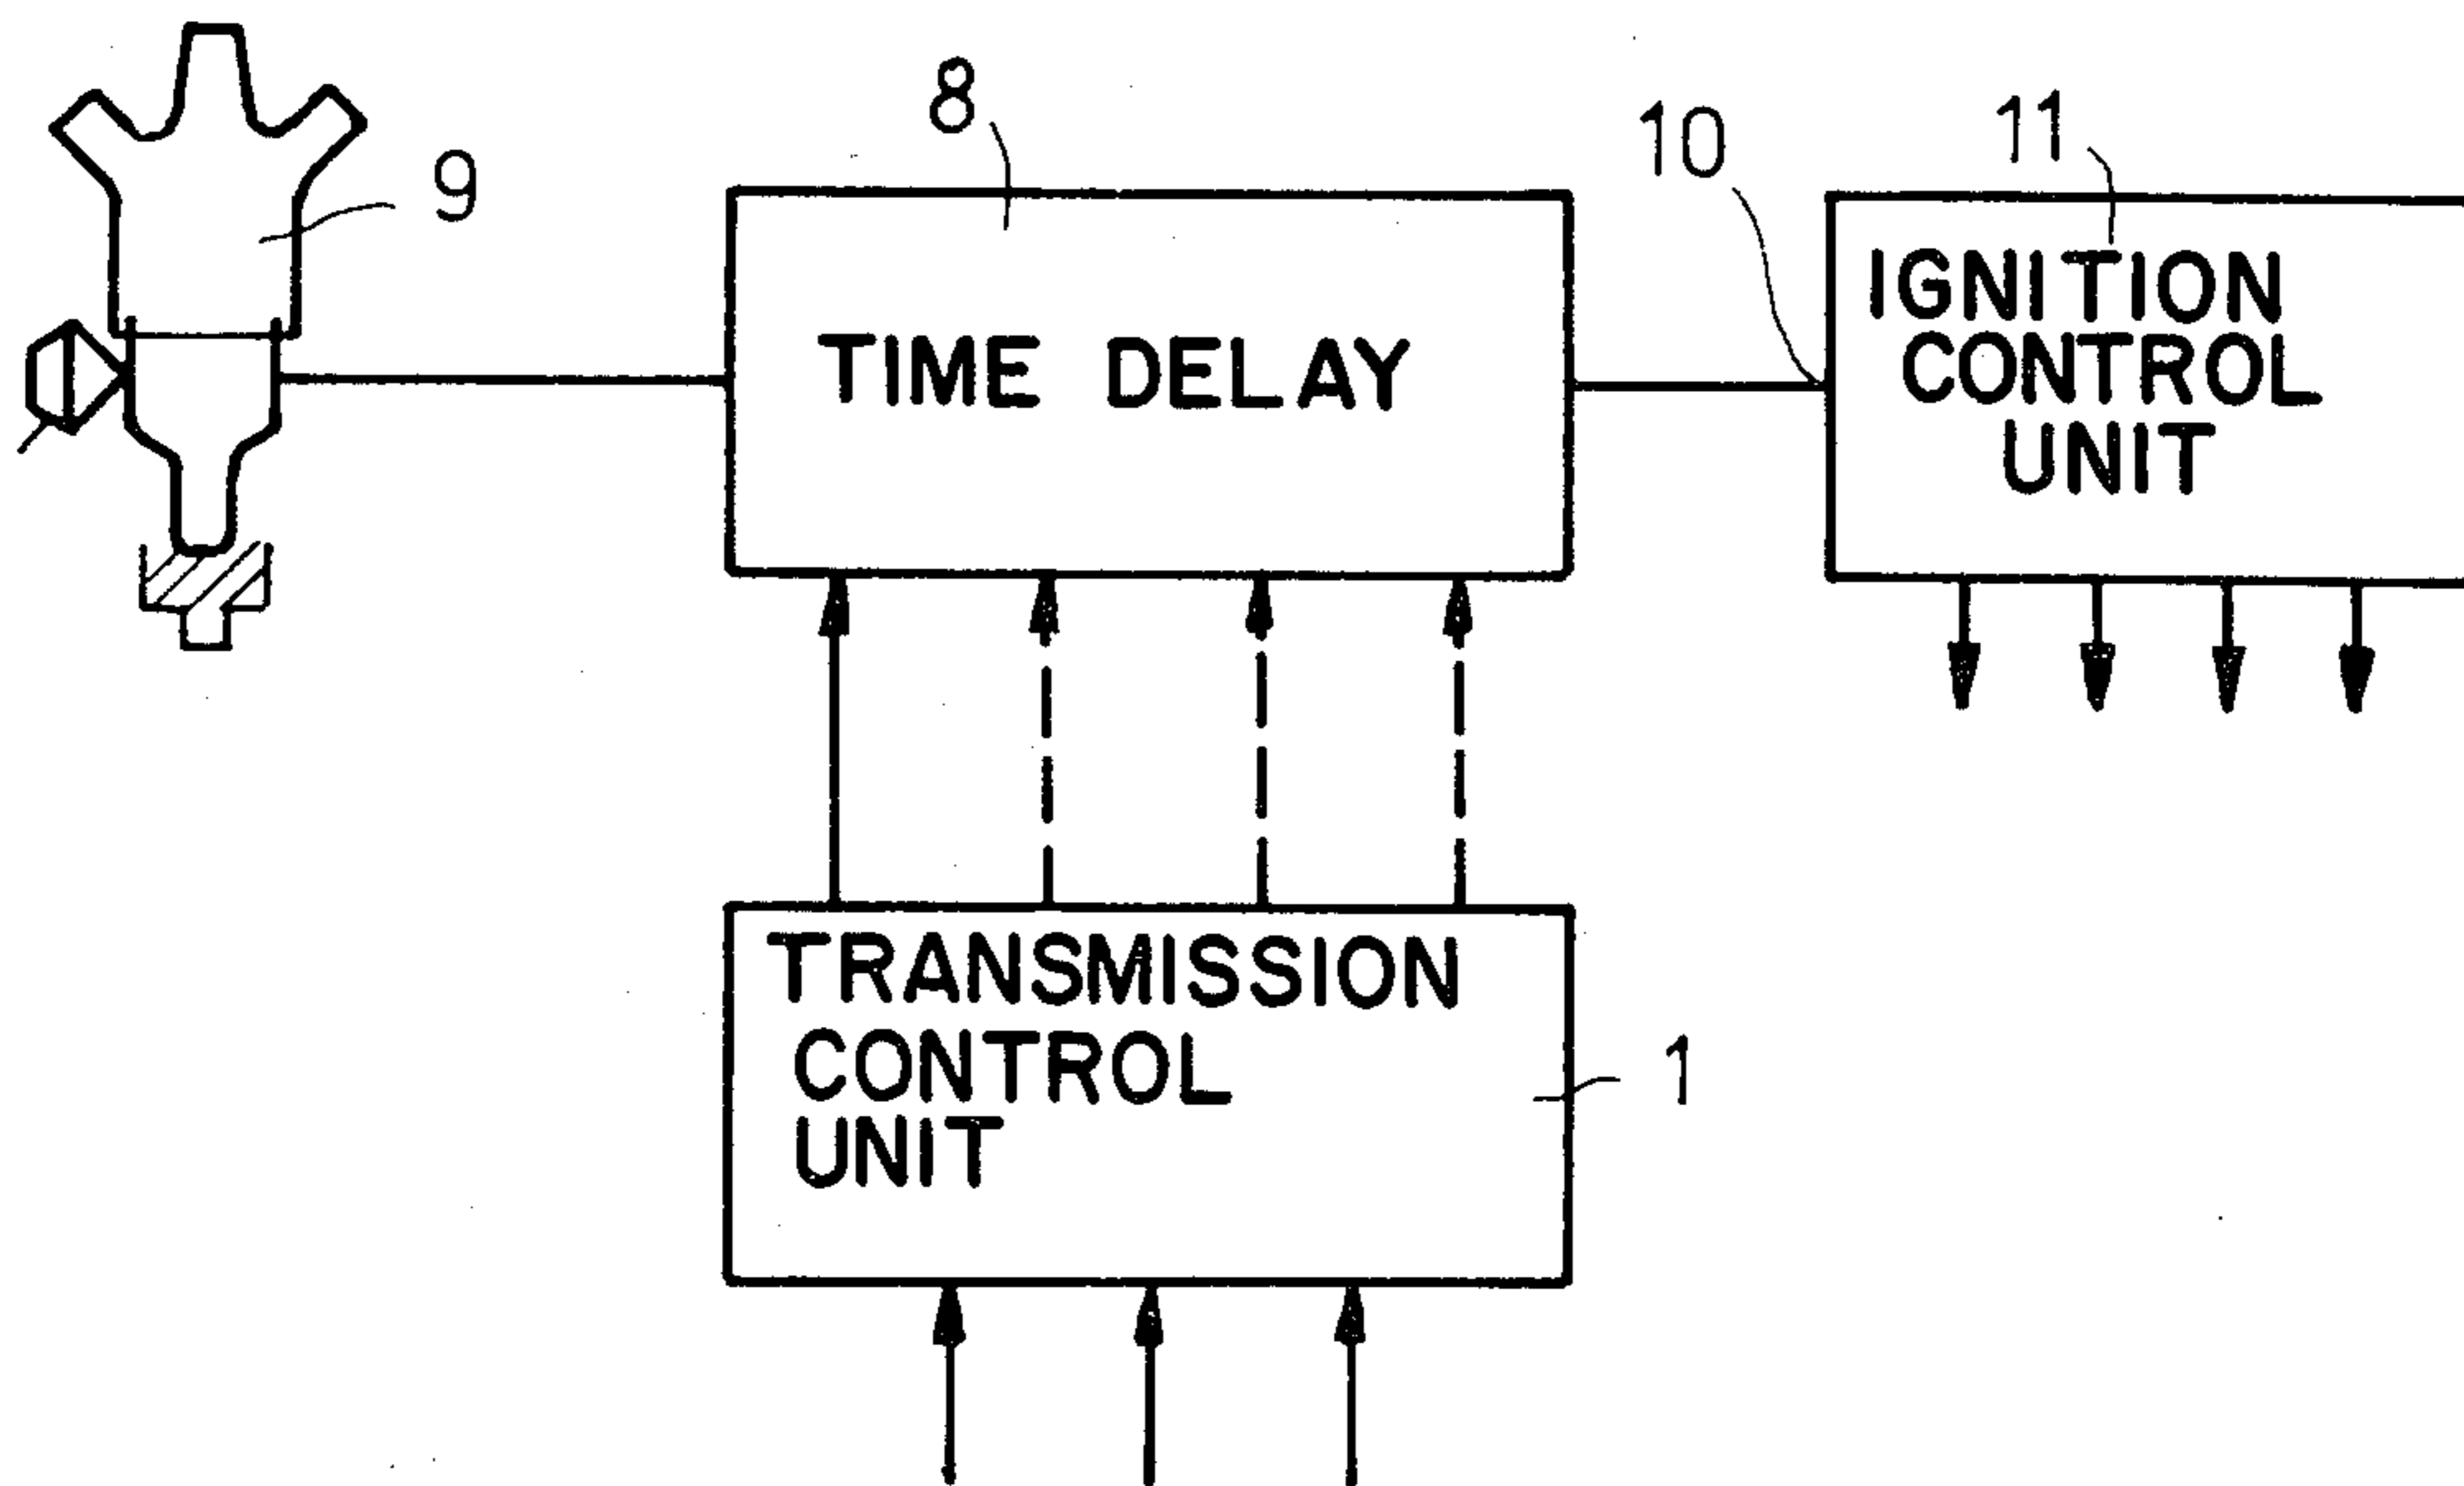 8
9
10
11
TIME DELAY
IGNITION
CONTROL
UNIT
TRANSMISSION
CONTROL
UNIT
1